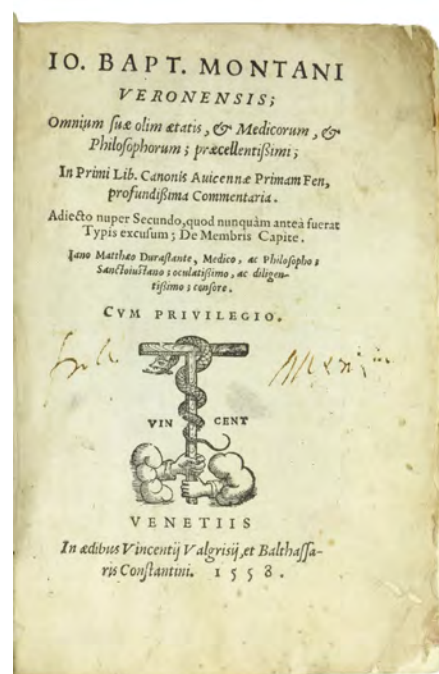 IO. BAPT. MONTANI
VERONENSIS;
Omnium ſuæ olim ætatis, & Medicorum, &
Philoſophorum; præcellentißimi;
In Primi Lib. Canonis Auicennæ Primam Fen,
profundißima Commentaria.
Adiecto nuper Secundo, quod nunquàm anteà fuerat
Typis excuſum; De Membris Capite.
Iano Matthæo Duraſtante, Medico, ac Philoſopho;
Sanctoiuſtano; oculatißimo, ac diligen-
tißimo; cenſore.
CVM PRIVILEGIO.
VIN CENT
VENETIIS
In ædibus Vincentij Valgriſij, et Balthaſſa-
ris Conſtantini. 1558.